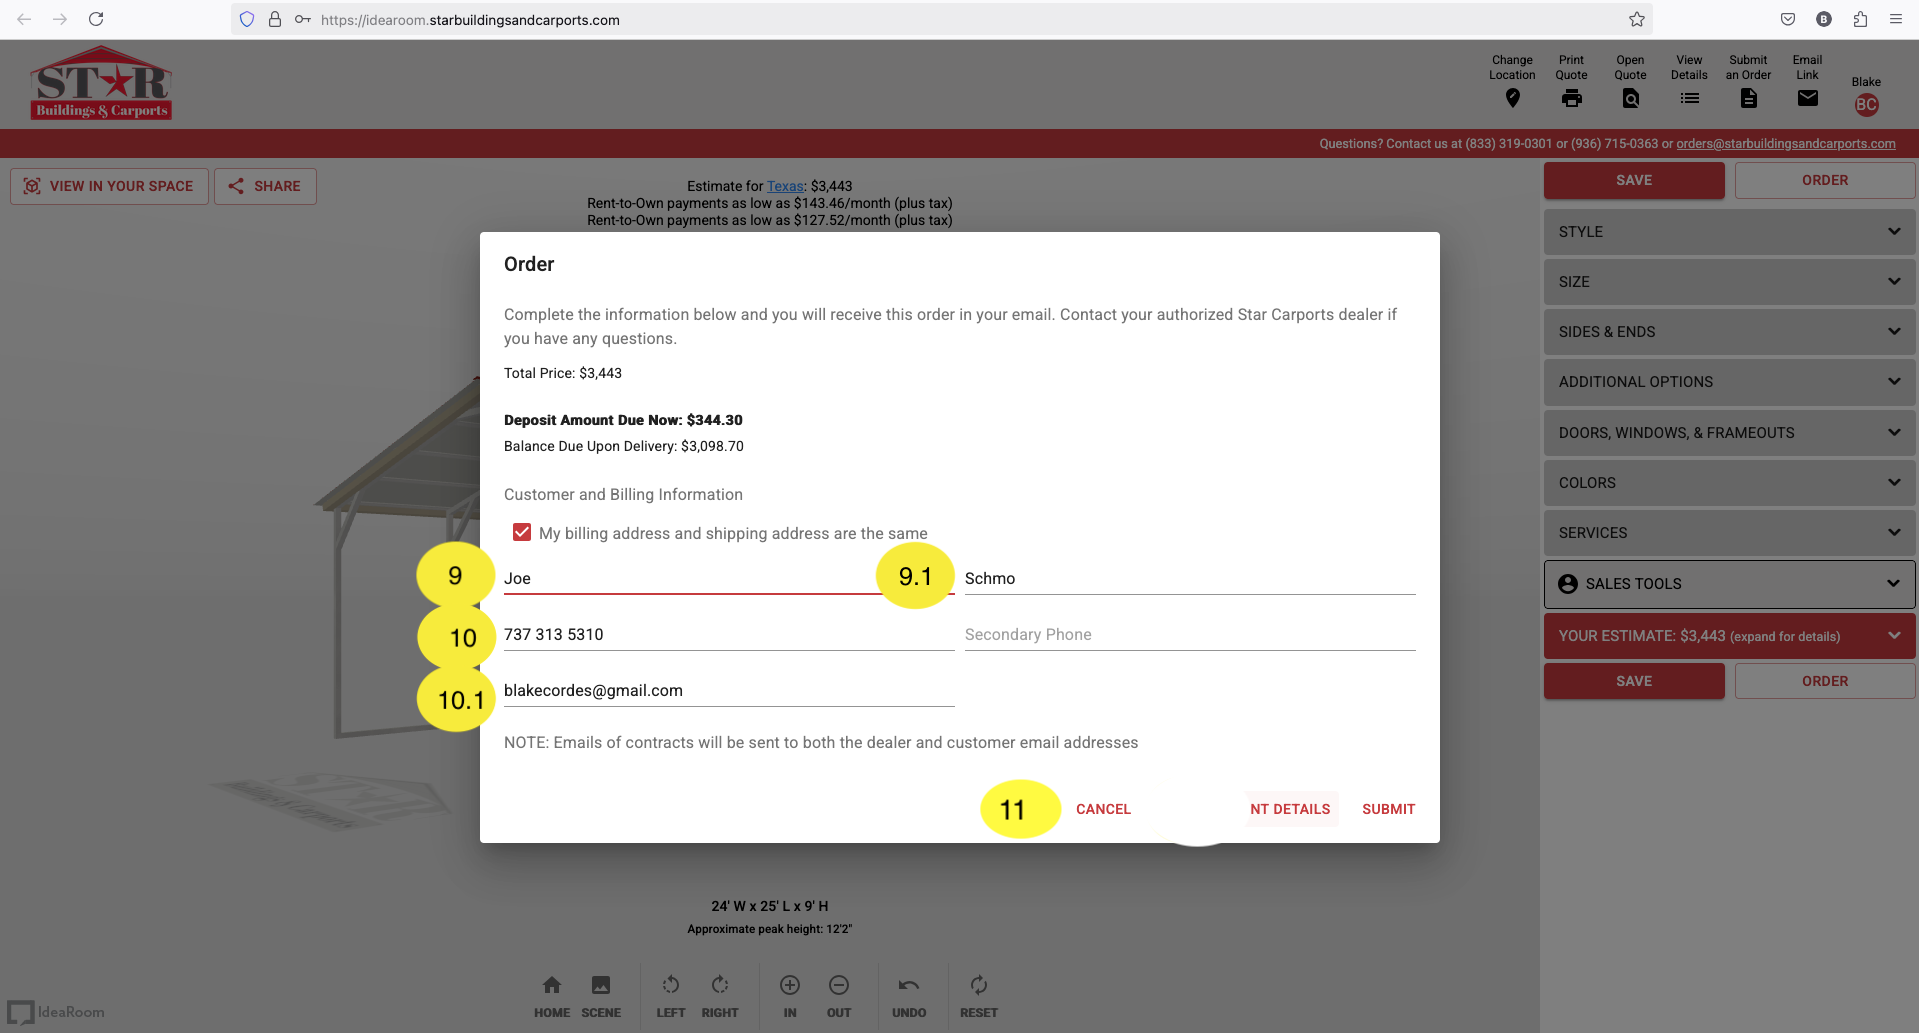 https://idearoom.starbuildingsandcarports.com
B
STAR
Buildings & Carports
Change Location
Print Quote
Open Quote
View Details
Submit an Order
Email Link
Blake
BC
Questions? Contact us at (833) 319-0301 or (936) 715-0363 or orders@starbuildingsandcarports.com
VIEW IN YOUR SPACE
SHARE
Estimate for Texas: $3,443
Rent-to-Own payments as low as $143.46/month (plus tax)
Rent-to-Own payments as low as $127.52/month (plus tax)
Order
Complete the information below and you will receive this order in your email. Contact your authorized Star Carports dealer if
you have any questions.
Total Price: $3,443
Deposit Amount Due Now: $344.30
Balance Due Upon Delivery: $3,098.70
Customer and Billing Information
My billing address and shipping address are the same
9
Joe
9.1
Schmo
10
737 313 5310
Secondary Phone
10.1
blakecordes@gmail.com
NOTE: Emails of contracts will be sent to both the dealer and customer email addresses
11
CANCEL
NT DETAILS
SUBMIT
24' W x 25' L x 9' H
Approximate peak height: 12'2"
HOME
SCENE
LEFT
RIGHT
IN
OUT
UNDO
RESET
IdeaRoom
SAVE
ORDER
STYLE
SIZE
SIDES & ENDS
ADDITIONAL OPTIONS
DOORS, WINDOWS, & FRAMEOUTS
COLORS
SERVICES
SALES TOOLS
YOUR ESTIMATE: $3,443 (expand for details)
SAVE
ORDER